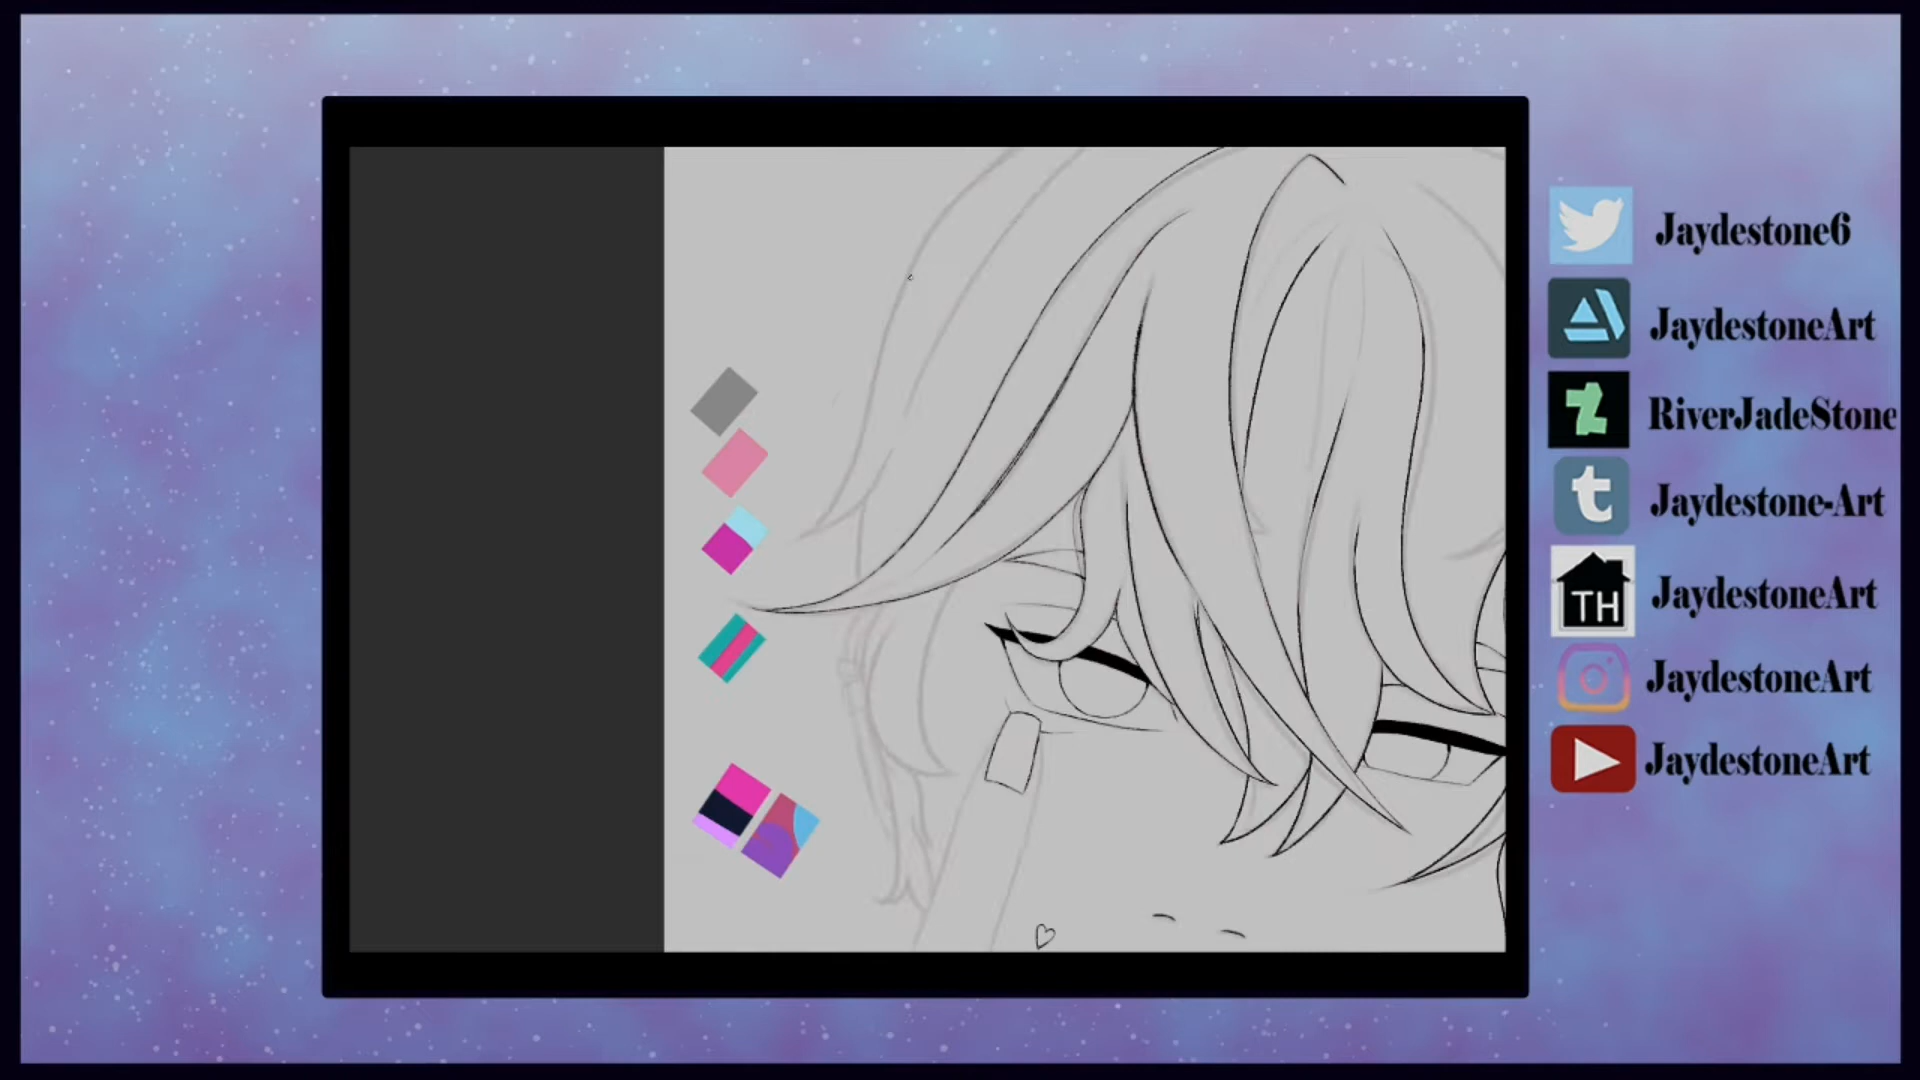 Jaydestone6
JaydestoneArt
RiverJadeStone
t
Jaydestone-Art
TH
JaydestoneArt
JaydestoneArt
JaydestoneArt